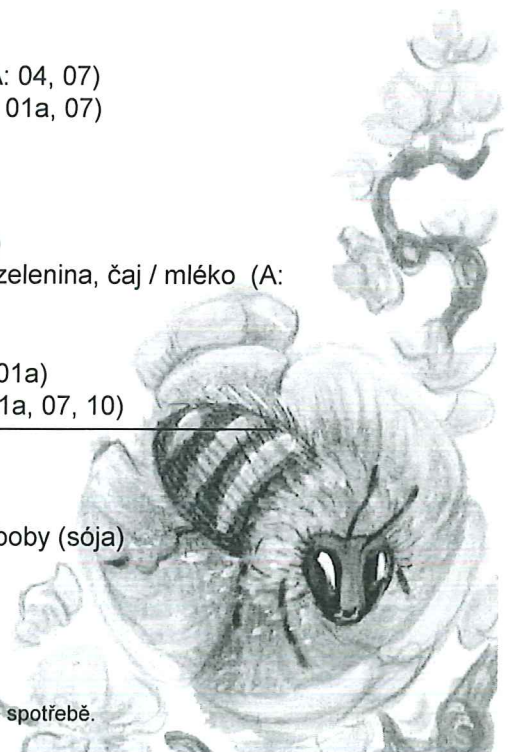 : 04, 07)
01a, 07)
)
zelenina, čaj / mléko (A:
01a)
1a, 07, 10)
boby (sója)
spotřebě.